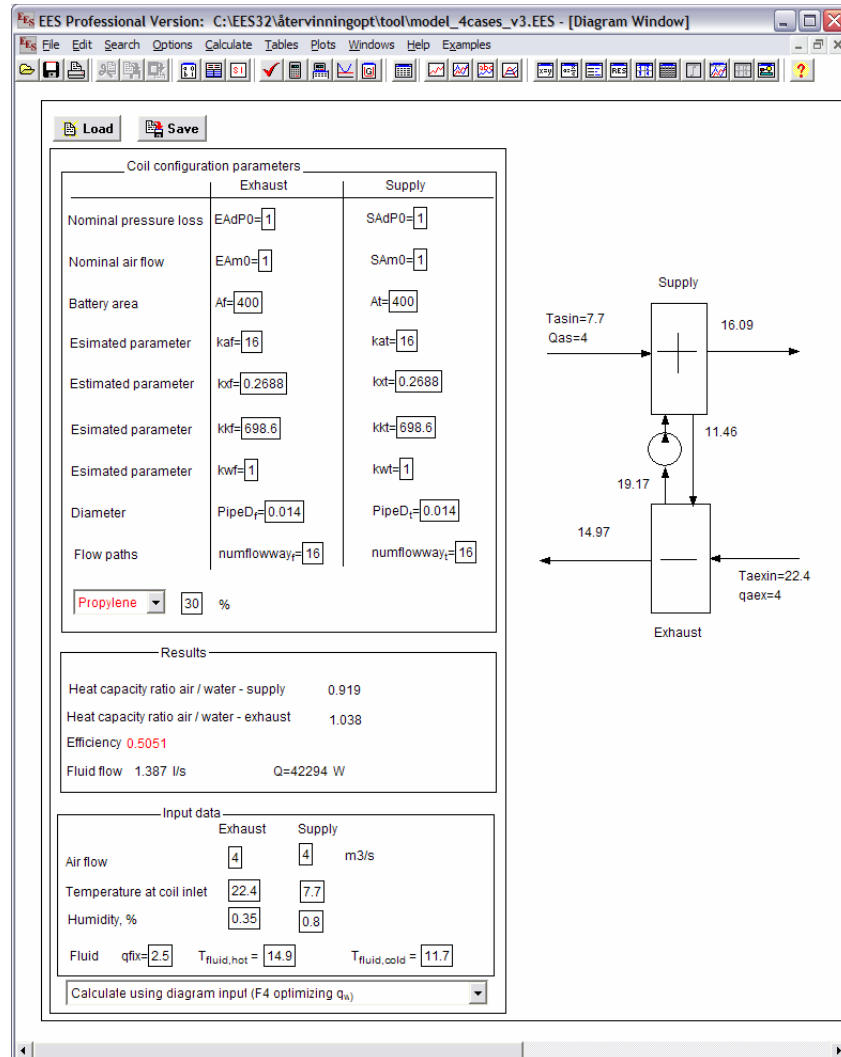 EES Professional Version: C:\EES32\återvinningopt\tool\model_4cases_v3.EES - [Diagram Window]
File Edit Search Options Calculate Tables Plots Windows Help Examples
Load Save
Coil configuration parameters
Exhaust Supply
Nominal pressure loss EAdP0= 1 SAdP0= 1
Nominal air flow EAm0= 1 SAm0= 1
Battery area Af= 400 At= 400
Esimated parameter kaf= 16 kat= 16
Estimated parameter kxf= 0.2688 kxt= 0.2688
Esimated parameter kkf= 698.6 kkt= 698.6
Esimated parameter kwf= 1 kwt= 1
Diameter PipeDf= 0.014 PipeDt= 0.014
Flow paths numflowwayf= 16 numflowwayt= 16
Propylene 30 %
Results
Heat capacity ratio air / water - supply 0.919
Heat capacity ratio air / water - exhaust 1.038
Efficiency 0.5051
Fluid flow 1.387 l/s Q=42294 W
Input data
Exhaust Supply
Air flow 4 4 m3/s
Temperature at coil inlet 22.4 7.7
Humidity, % 0.35 0.8
Fluid qfix= 2.5 Tfluid,hot = 14.9 Tfluid,cold = 11.7
Calculate using diagram input (F4 optimizing qw)
Supply
Tasin=7.7
Qas=4
16.09
11.46
19.17
14.97
Taexin=22.4
qaex=4
Exhaust